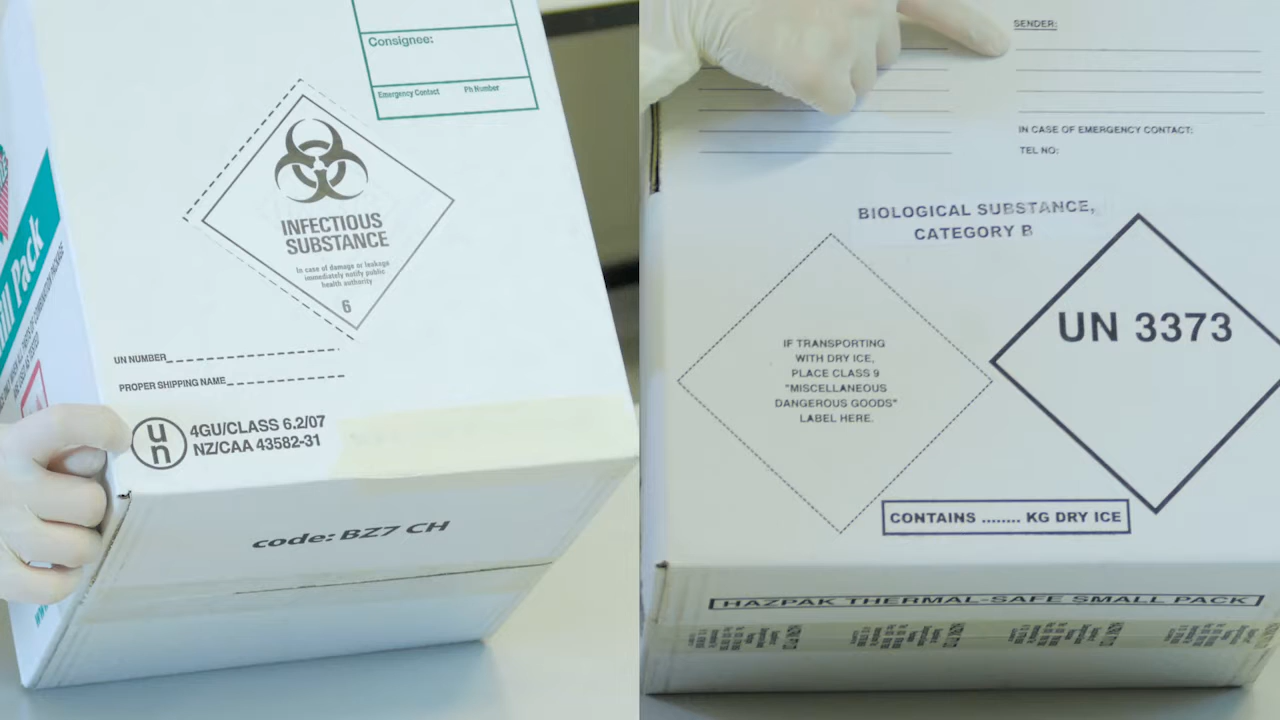 Consignee:
Emergency Contact Ph Number
INFECTIOUS
SUBSTANCE
In case of damage or leakage
immediately notify public
health authority
6
UN NUMBER
PROPER SHIPPING NAME
un
4GU/CLASS 6.2/07
NZ/CAA 43582-31
code: BZ7 CH
Pack
SENDER:
IN CASE OF EMERGENCY CONTACT:
TEL NO:
BIOLOGICAL SUBSTANCE,
CATEGORY B
IF TRANSPORTING
WITH DRY ICE,
PLACE CLASS 9
"MISCELLANEOUS
DANGEROUS GOODS"
LABEL HERE.
UN 3373
CONTAINS ........ KG DRY ICE
HAZPAK THERMAL-SAFE SMALL PACK